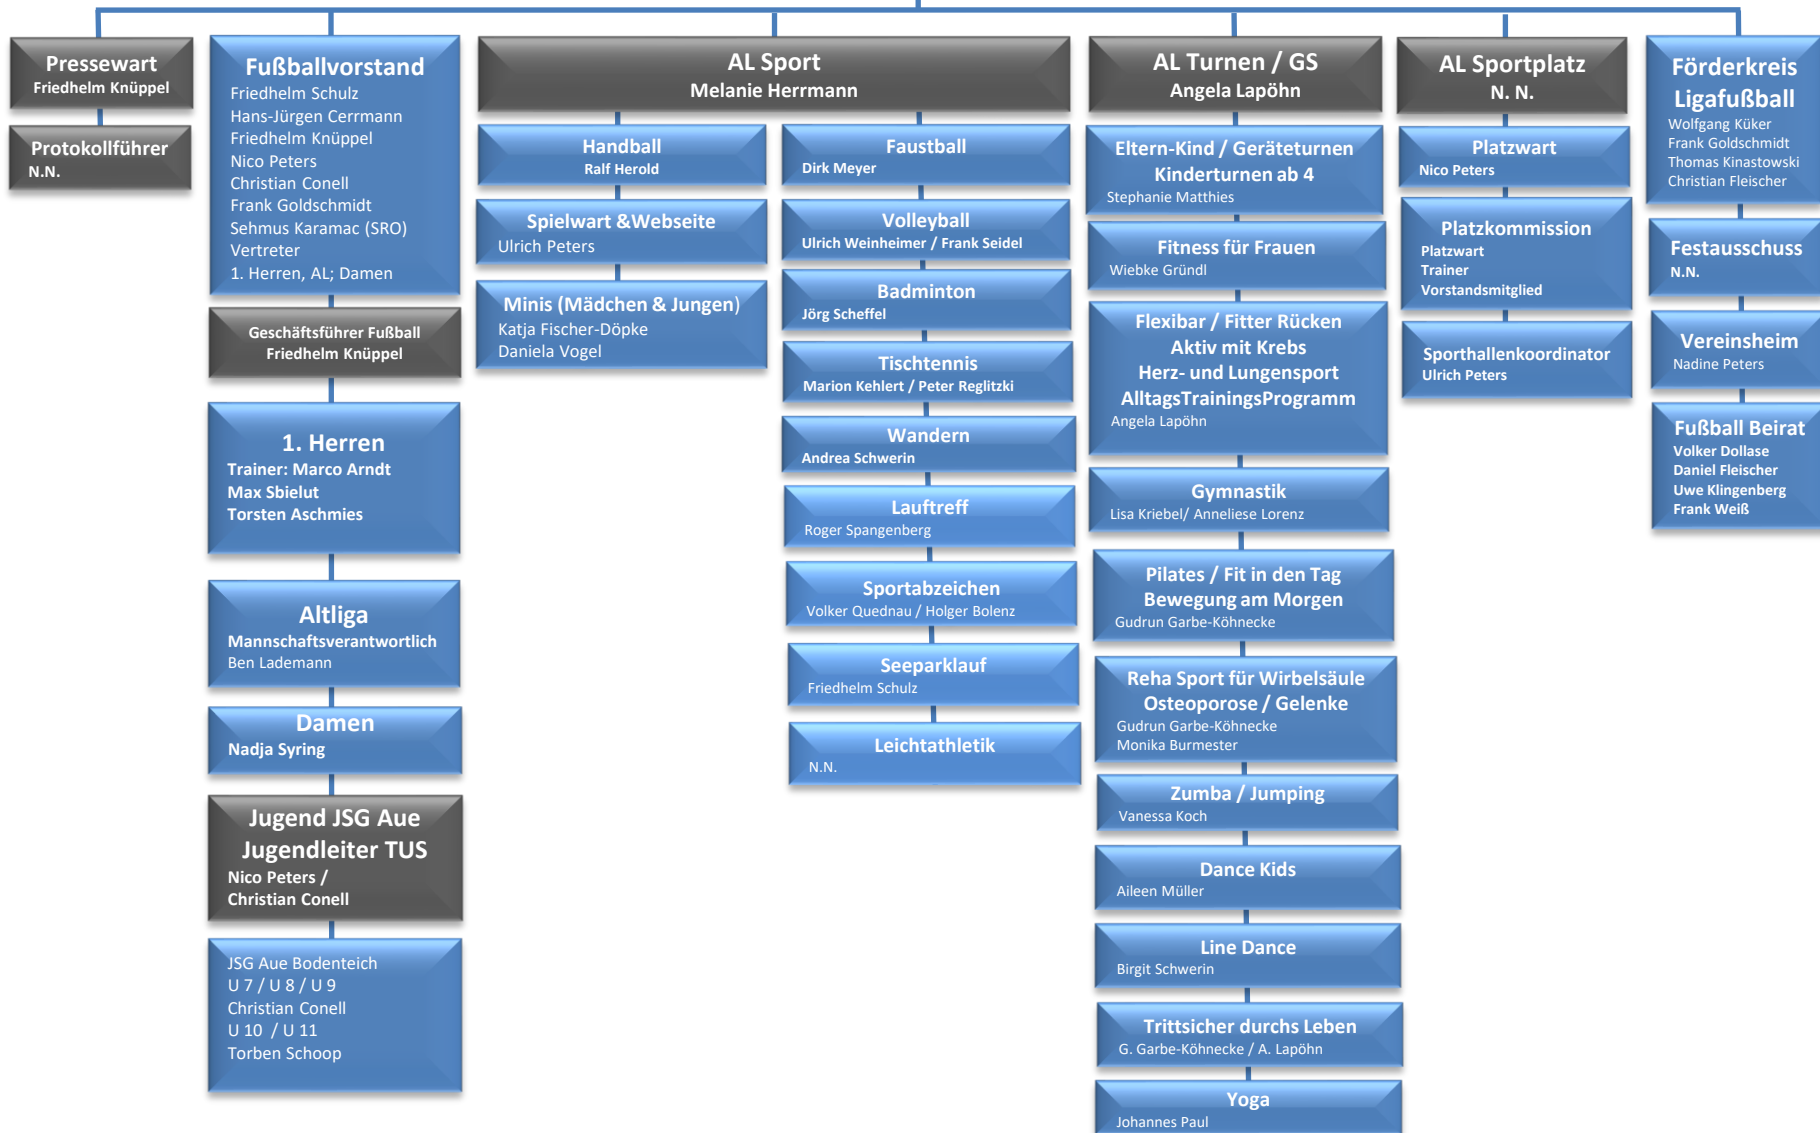 Pressewart
Friedhelm Knüppel
Protokollführer
N.N.
Fußballvorstand
Friedhelm Schulz
Hans-Jürgen Cerrmann
Friedhelm Knüppel
Nico Peters
Christian Conell
Frank Goldschmidt
Sehmus Karamac (SRO)
Vertreter
1. Herren, AL; Damen
Geschäftsführer Fußball
Friedhelm Knüppel
1. Herren
Trainer: Marco Arndt
Max Sbielut
Torsten Aschmies
Altliga
Mannschaftsverantwortlich
Ben Lademann
Damen
Nadja Syring
Jugend JSG Aue
Jugendleiter TUS
Nico Peters /
Christian Conell
JSG Aue Bodenteich
U 7 / U 8 / U 9
Christian Conell
U 10 / U 11
Torben Schoop
AL Sport
Melanie Herrmann
Handball
Ralf Herold
Spielwart &Webseite
Ulrich Peters
Minis (Mädchen & Jungen)
Katja Fischer-Döpke
Daniela Vogel
Faustball
Dirk Meyer
Volleyball
Ulrich Weinheimer / Frank Seidel
Badminton
Jörg Scheffel
Tischtennis
Marion Kehlert / Peter Reglitzki
Wandern
Andrea Schwerin
Lauftreff
Roger Spangenberg
Sportabzeichen
Volker Quednau / Holger Bolenz
Seeparklauf
Friedhelm Schulz
Leichtathletik
N.N.
AL Turnen / GS
Angela Lapöhn
Eltern-Kind / Geräteturnen
Kinderturnen ab 4
Stephanie Matthies
Fitness für Frauen
Wiebke Gründl
Flexibar / Fitter Rücken
Aktiv mit Krebs
Herz- und Lungensport
AlltagsTrainingsProgramm
Angela Lapöhn
Gymnastik
Lisa Kriebel/ Anneliese Lorenz
Pilates / Fit in den Tag
Bewegung am Morgen
Gudrun Garbe-Köhnecke
Reha Sport für Wirbelsäule
Osteoporose / Gelenke
Gudrun Garbe-Köhnecke
Monika Burmester
Zumba / Jumping
Vanessa Koch
Dance Kids
Aileen Müller
Line Dance
Birgit Schwerin
Trittsicher durchs Leben
G. Garbe-Köhnecke / A. Lapöhn
Yoga
Johannes Paul
AL Sportplatz
N. N.
Platzwart
Nico Peters
Platzkommission
Platzwart
Trainer
Vorstandsmitglied
Sporthallenkoordinator
Ulrich Peters
Förderkreis
Ligafußball
Wolfgang Küker
Frank Goldschmidt
Thomas Kinastowski
Christian Fleischer
Festausschuss
N.N.
Vereinsheim
Nadine Peters
Fußball Beirat
Volker Dollase
Daniel Fleischer
Uwe Klingenberg
Frank Weiß